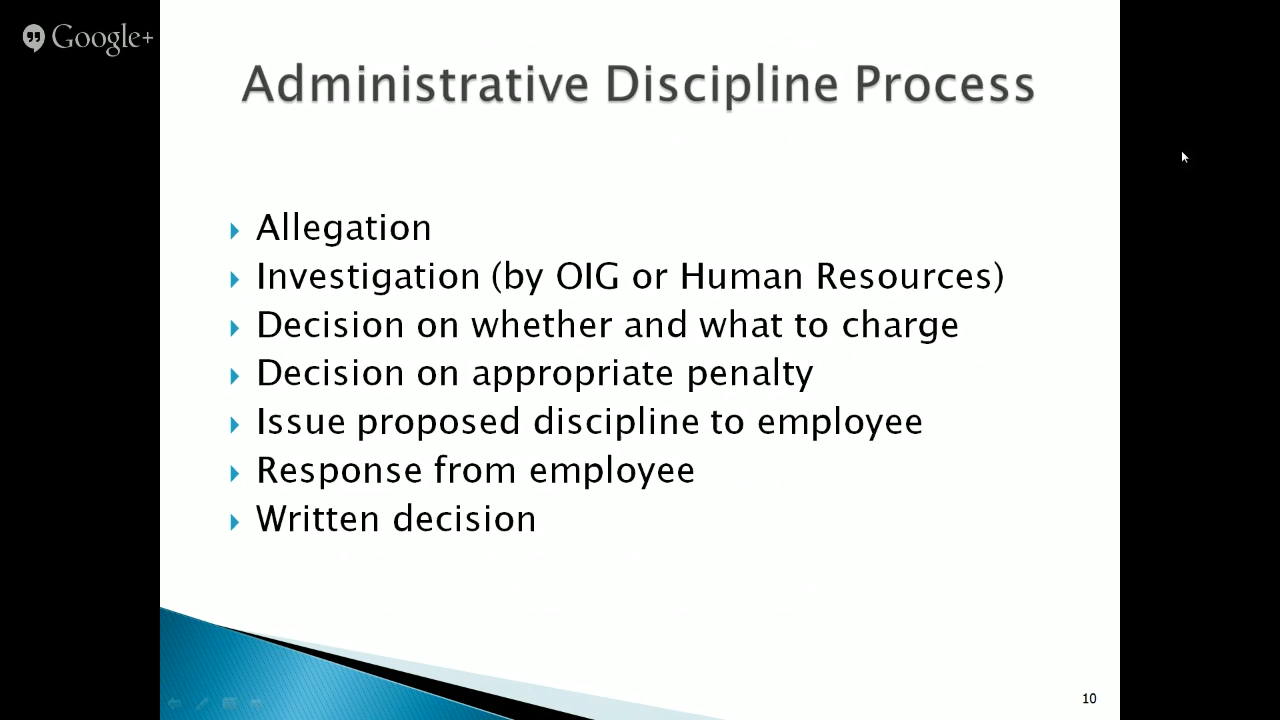 Google+
Administrative Discipline Process
Allegation
Investigation (by OIG or Human Resources)
Decision on whether and what to charge
Decision on appropriate penalty
Issue proposed discipline to employee
Response from employee
Written decision
10